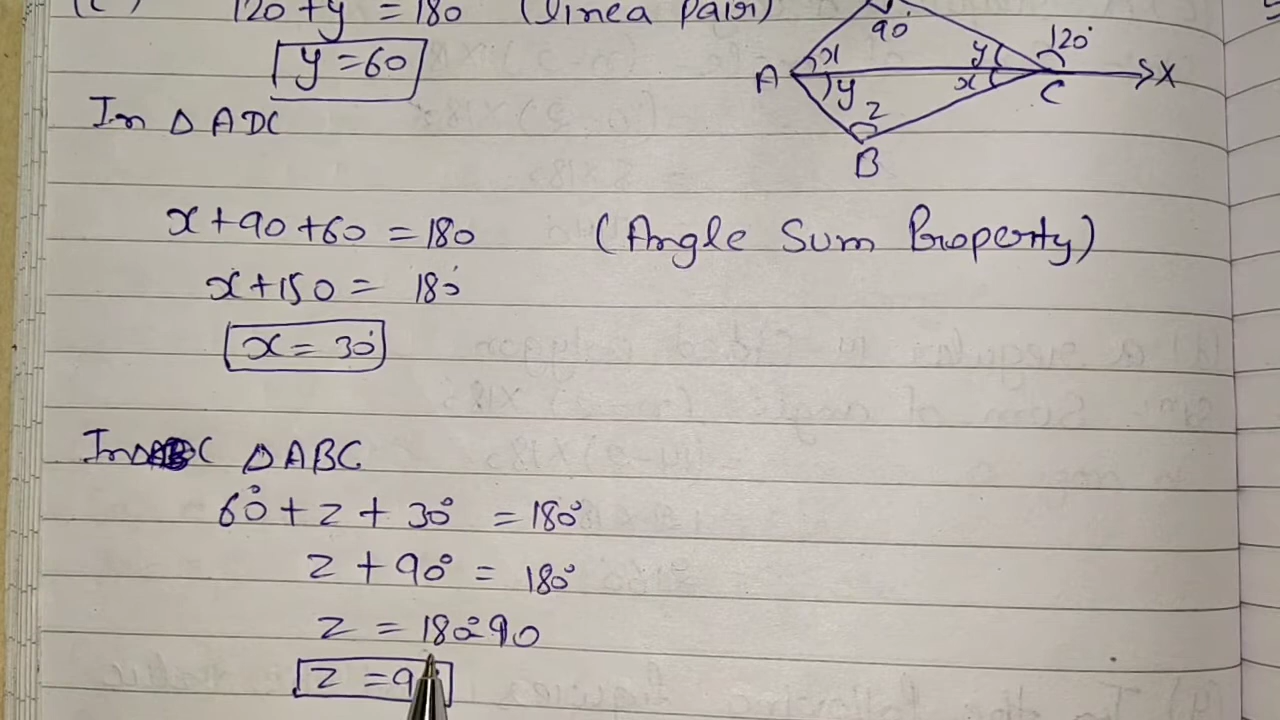 120 + y = 180 (linea Pair)
y = 60
90°
120°
x
y
A
y
x
X
C
z
B
In △ ADC
x + 90 + 60 = 180 (Angle Sum Property)
x + 150 = 180°
x = 30°
In △ABC
60° + z + 30° = 180°
z + 90° = 180°
z = 180° - 90
z = 9